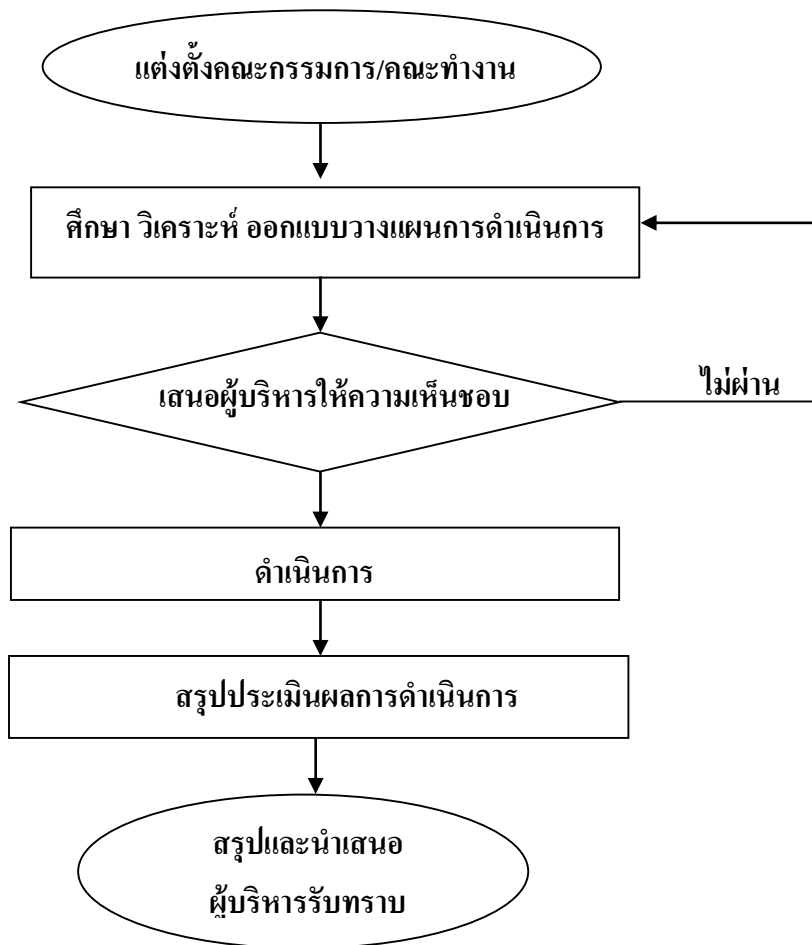 แต่งตั้งคณะกรรมการ/คณะทำงาน
ศึกษา วิเคราะห์ ออกแบบวางแผนการดำเนินการ
เสนอผู้บริหารให้ความเห็นชอบ
ไม่ผ่าน
ดำเนินการ
สรุปประเมินผลการดำเนินการ
สรุปและนำเสนอ
ผู้บริหารรับทราบ